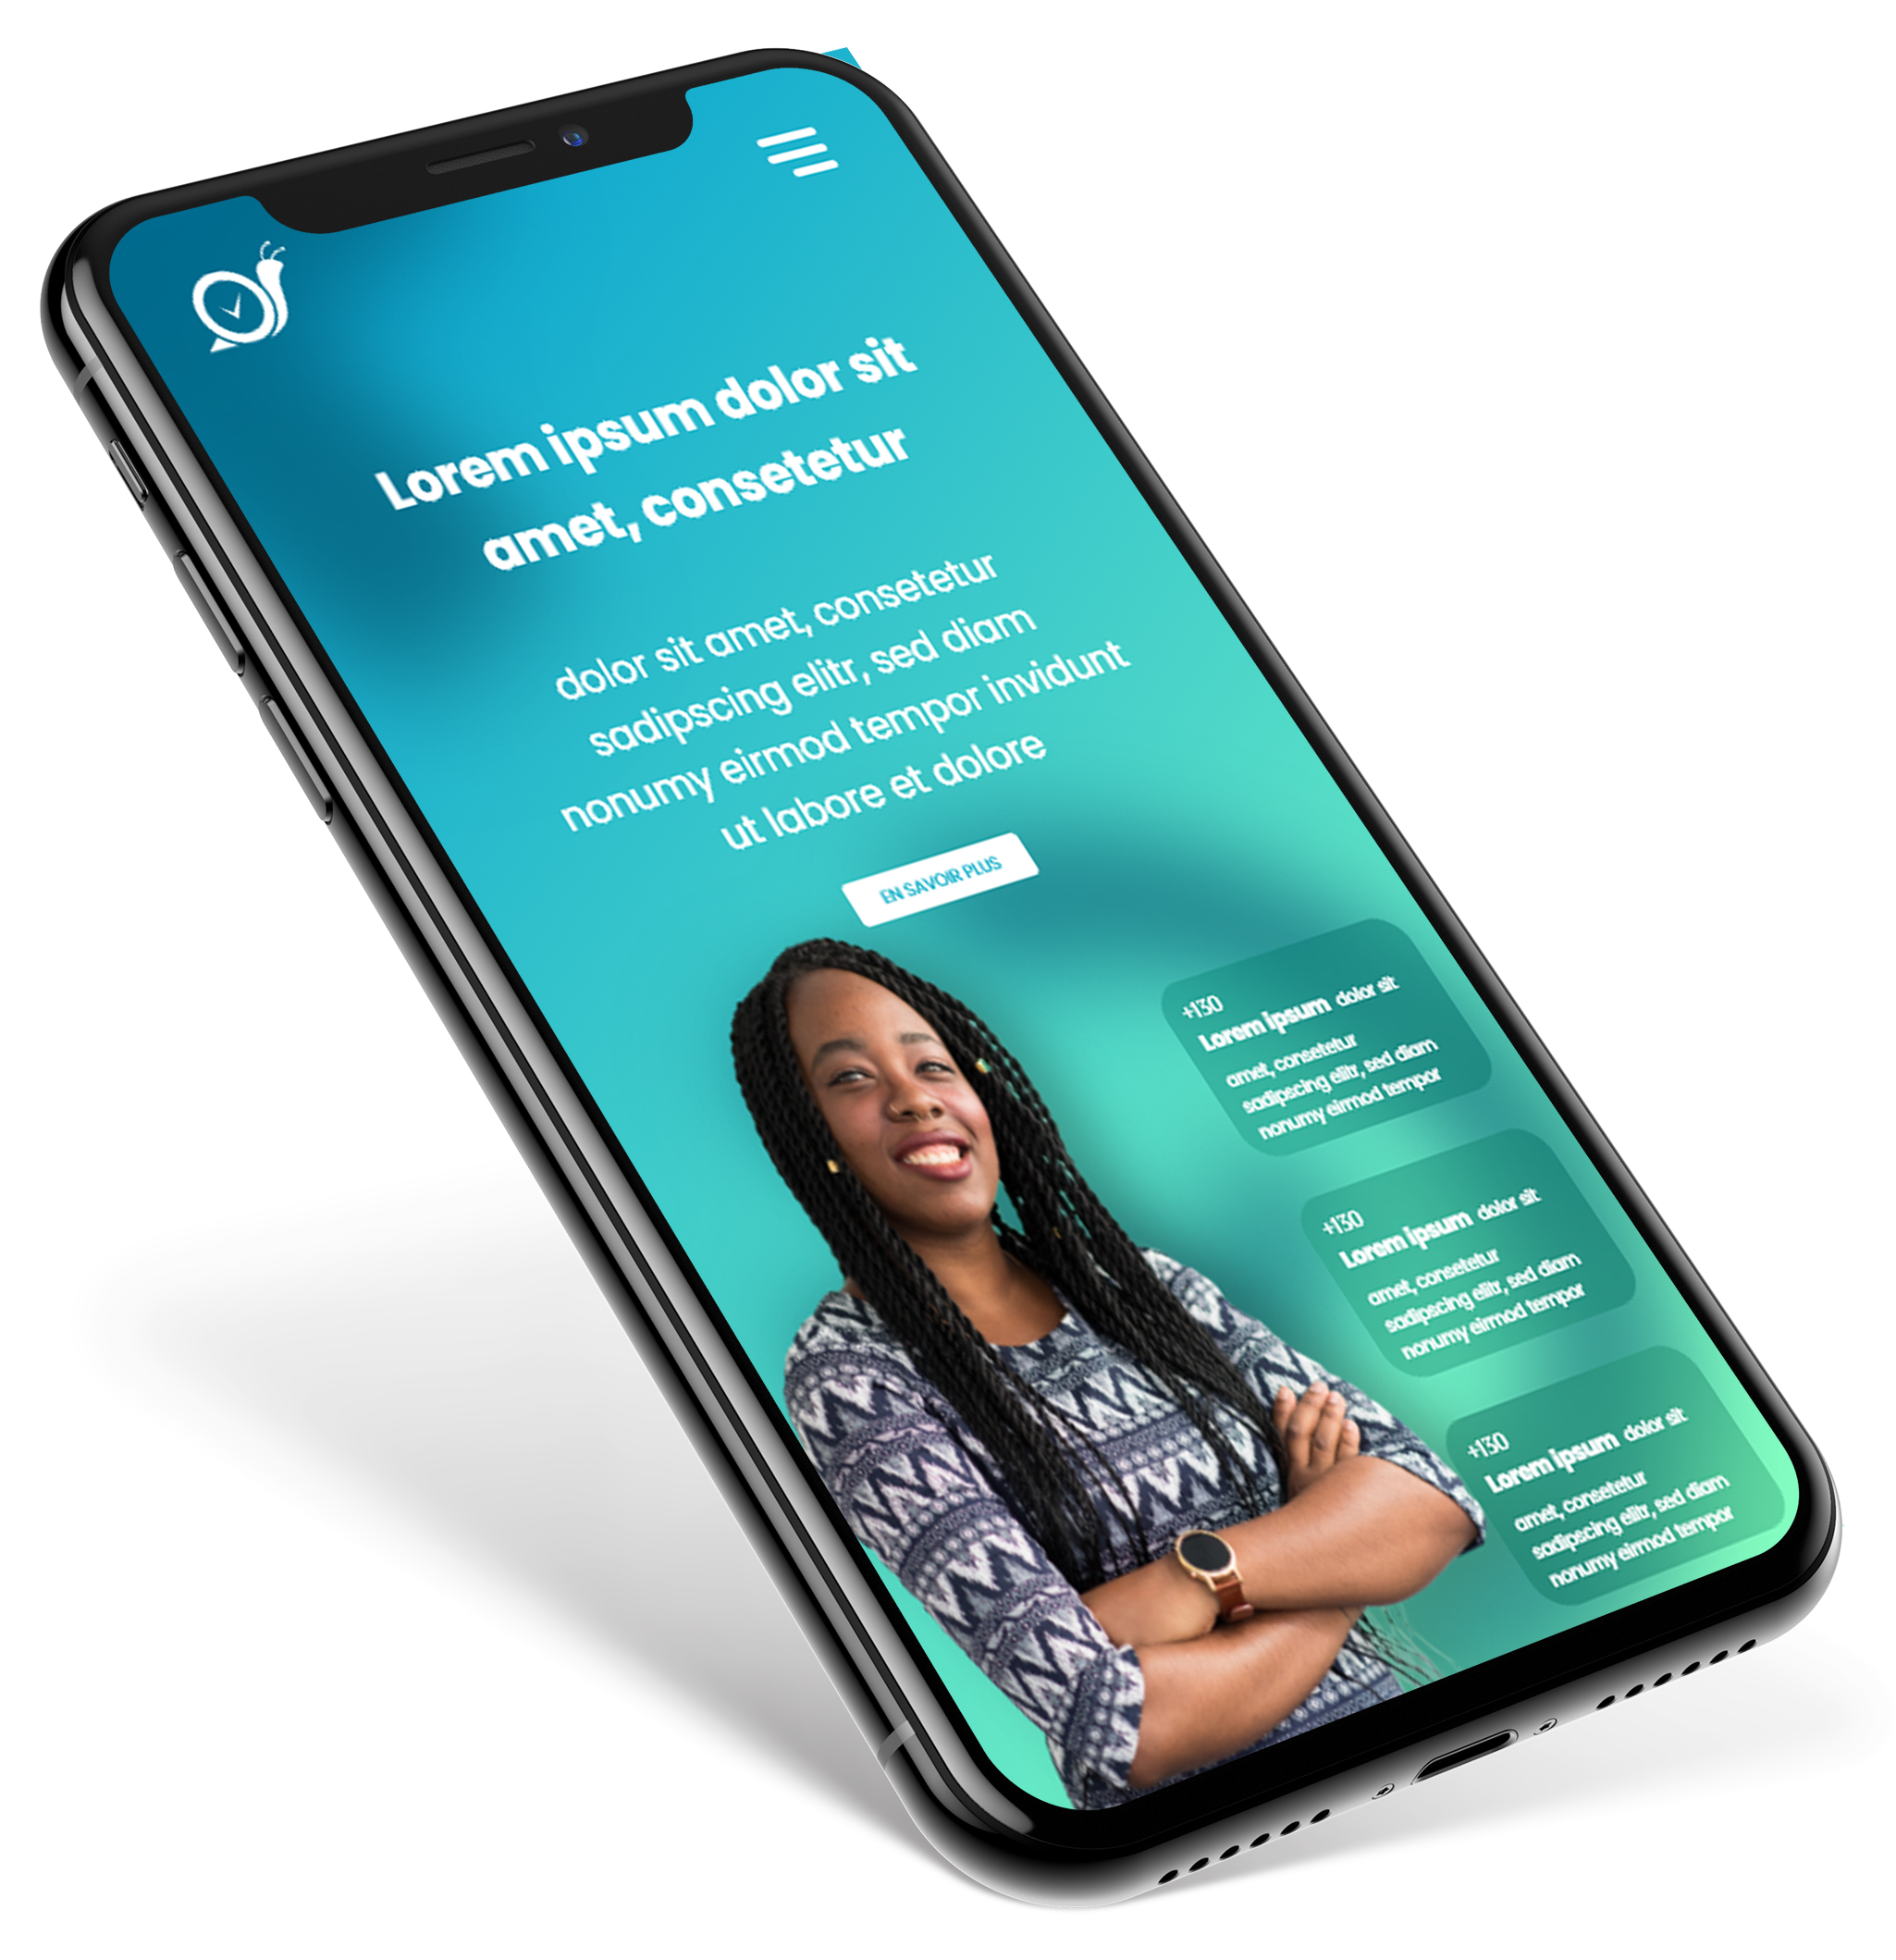 Lorem ipsum dolor sit
amet, consetetur
dolor sit amet, consetetur
sadipscing elitr, sed diam
nonumy eirmod tempor invidunt
ut labore et dolore
EN SAVOIR PLUS
+130
Lorem ipsum dolor sit
amet, consetetur
sadipscing elitr, sed diam
nonumy eirmod tempor
+130
Lorem ipsum dolor sit
amet, consetetur
sadipscing elitr, sed diam
nonumy eirmod tempor
+130
Lorem ipsum dolor sit
amet, consetetur
sadipscing elitr, sed diam
nonumy eirmod tempor